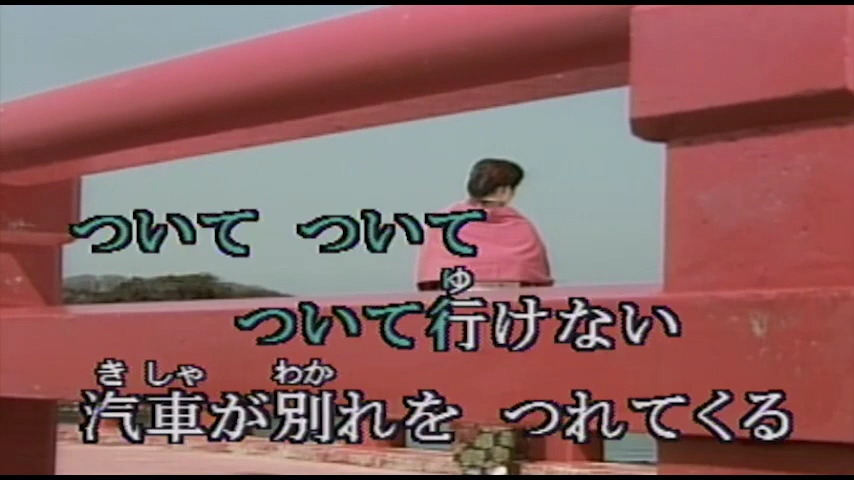 ついて ついて
ゆ
ついて行けない
き しゃ わか
汽車が別れを つれてくる